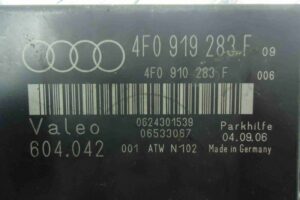 4F0 919 283 F 09
4F0 910 283 F 006
0624301539
Valeo 06533087 Parkhilfe
604.042 001 ATW N102 04.09.06
Made in Germany